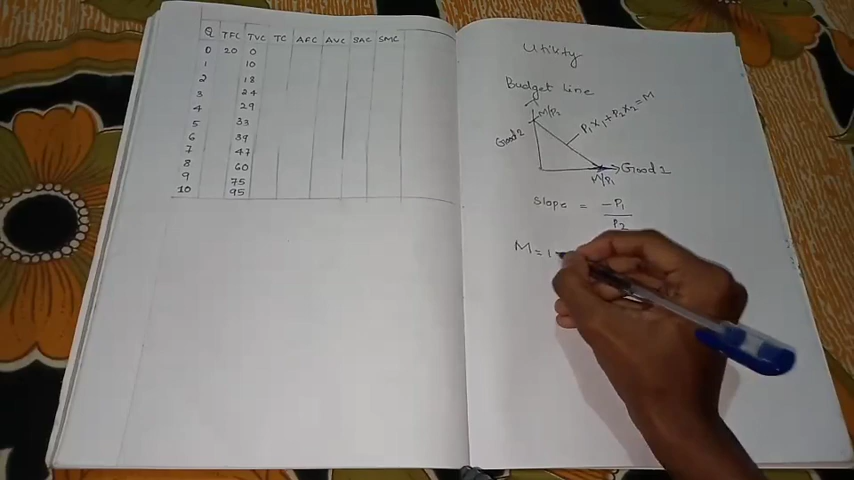 Q TFC TVC TC AFC AVC SAC SMC
0 20 0
1 10
2 18
3 24
4 29
5 33
6 39
7 47
8 60
9 75
10 95
Utility
Budget Line
M/P2
P1X1+P2X2=M
Good 2
Good 2
M/P1
Slope = -P1
P2
M = 1